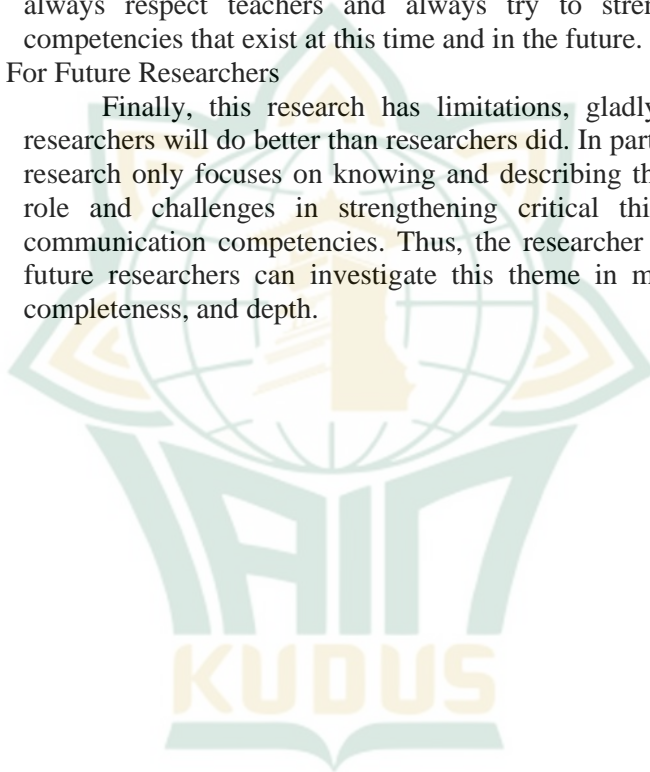 always respect teachers and always try to stren
competencies that exist at this time and in the future.
For Future Researchers
Finally, this research has limitations, gladly
researchers will do better than researchers did. In part
research only focuses on knowing and describing th
role and challenges in strengthening critical thi
communication competencies. Thus, the researcher
future researchers can investigate this theme in m
completeness, and depth.
IAIN
KUDUS